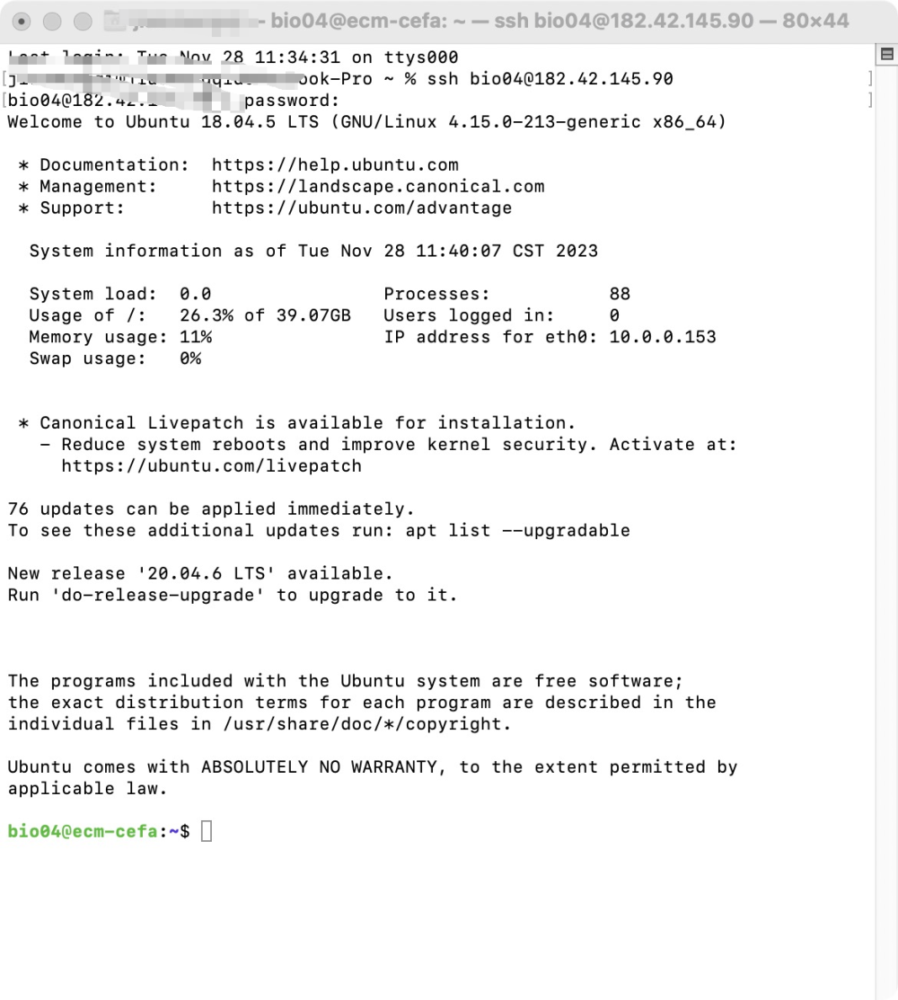 - bio04@ecm-cefa: ~ — ssh bio04@182.42.145.90 — 80×44
Last login: Tue Nov 28 11:34:31 on ttys000
ook-Pro ~ % ssh bio04@182.42.145.90
bio04@182.42. password:
Welcome to Ubuntu 18.04.5 LTS (GNU/Linux 4.15.0-213-generic x86_64)
* Documentation: https://help.ubuntu.com
* Management: https://landscape.canonical.com
* Support: https://ubuntu.com/advantage
System information as of Tue Nov 28 11:40:07 CST 2023
System load: 0.0 Processes: 88
Usage of /: 26.3% of 39.07GB Users logged in: 0
Memory usage: 11% IP address for eth0: 10.0.0.153
Swap usage: 0%
* Canonical Livepatch is available for installation.
- Reduce system reboots and improve kernel security. Activate at:
https://ubuntu.com/livepatch
76 updates can be applied immediately.
To see these additional updates run: apt list --upgradable
New release '20.04.6 LTS' available.
Run 'do-release-upgrade' to upgrade to it.
The programs included with the Ubuntu system are free software;
the exact distribution terms for each program are described in the
individual files in /usr/share/doc/*/copyright.
Ubuntu comes with ABSOLUTELY NO WARRANTY, to the extent permitted by
applicable law.
bio04@ecm-cefa:~$